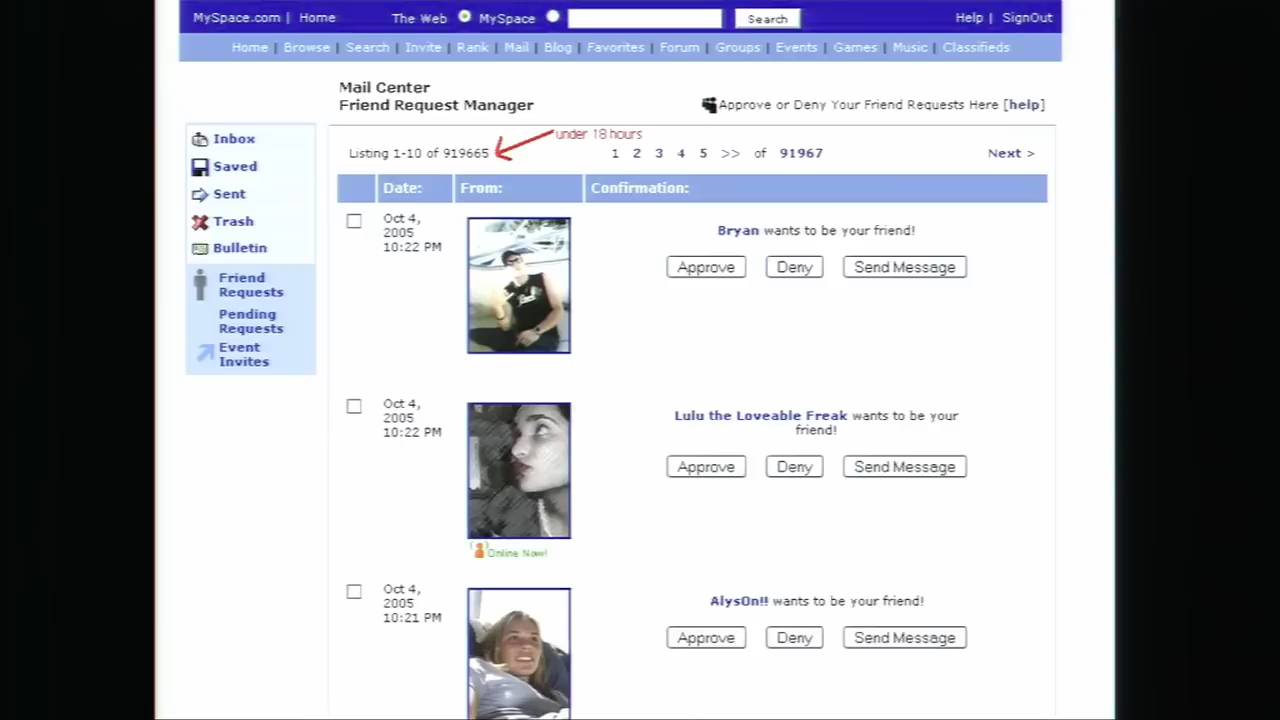 MySpace.com | Home The Web MySpace Search Help | SignOut
Home | Browse | Search | Invite | Rank | Mail | Blog | Favorites | Forum | Groups | Events | Games | Music | Classifieds
Mail Center
Friend Request Manager
Approve or Deny Your Friend Requests Here [help]
Inbox
Saved
Sent
Trash
Bulletin
Friend
Requests
Pending
Requests
Event
Invites
under 18 hours
Listing 1-10 of 919665 1 2 3 4 5 >> of 91967 Next >
Date: From: Confirmation:
Oct 4,
2005
10:22 PM
Bryan wants to be your friend!
Approve Deny Send Message
Oct 4,
2005
10:22 PM
Lulu the Loveable Freak wants to be your
friend!
Approve Deny Send Message
Online Now!
Oct 4,
2005
10:21 PM
AlysOn!! wants to be your friend!
Approve Deny Send Message